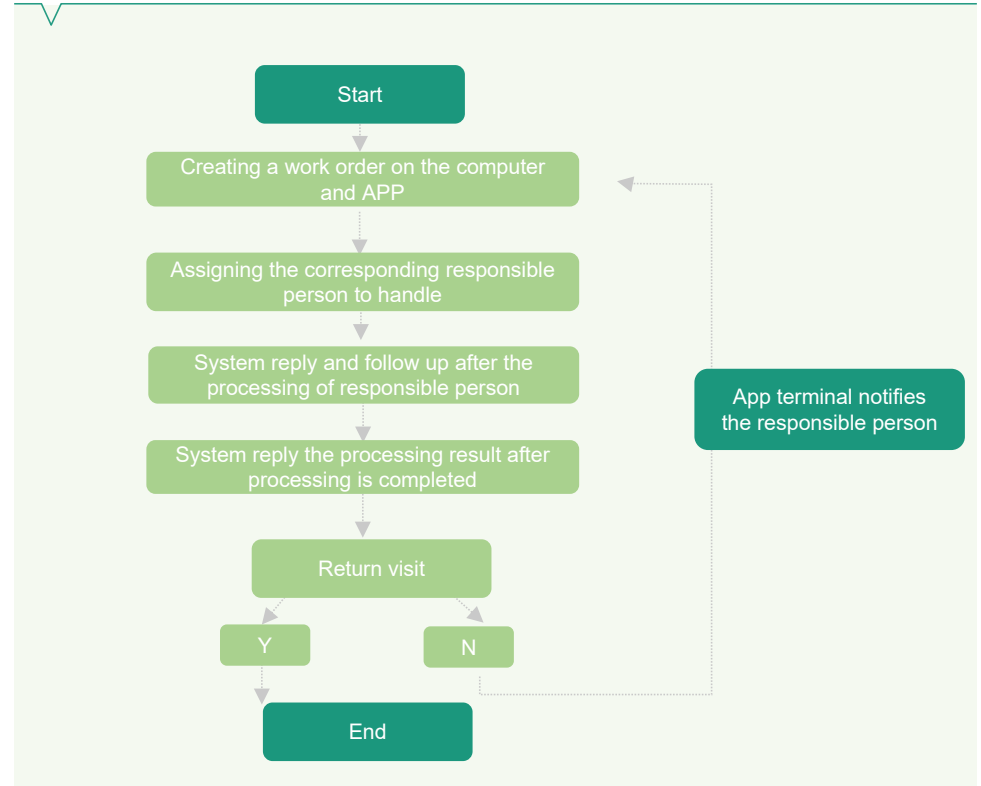 Start
Creating a work order on the computer
and APP
Assigning the corresponding responsible
person to handle
System reply and follow up after the
processing of responsible person
App terminal notifies
the responsible person
System reply the processing result after
processing is completed
Return visit
Y
N
End